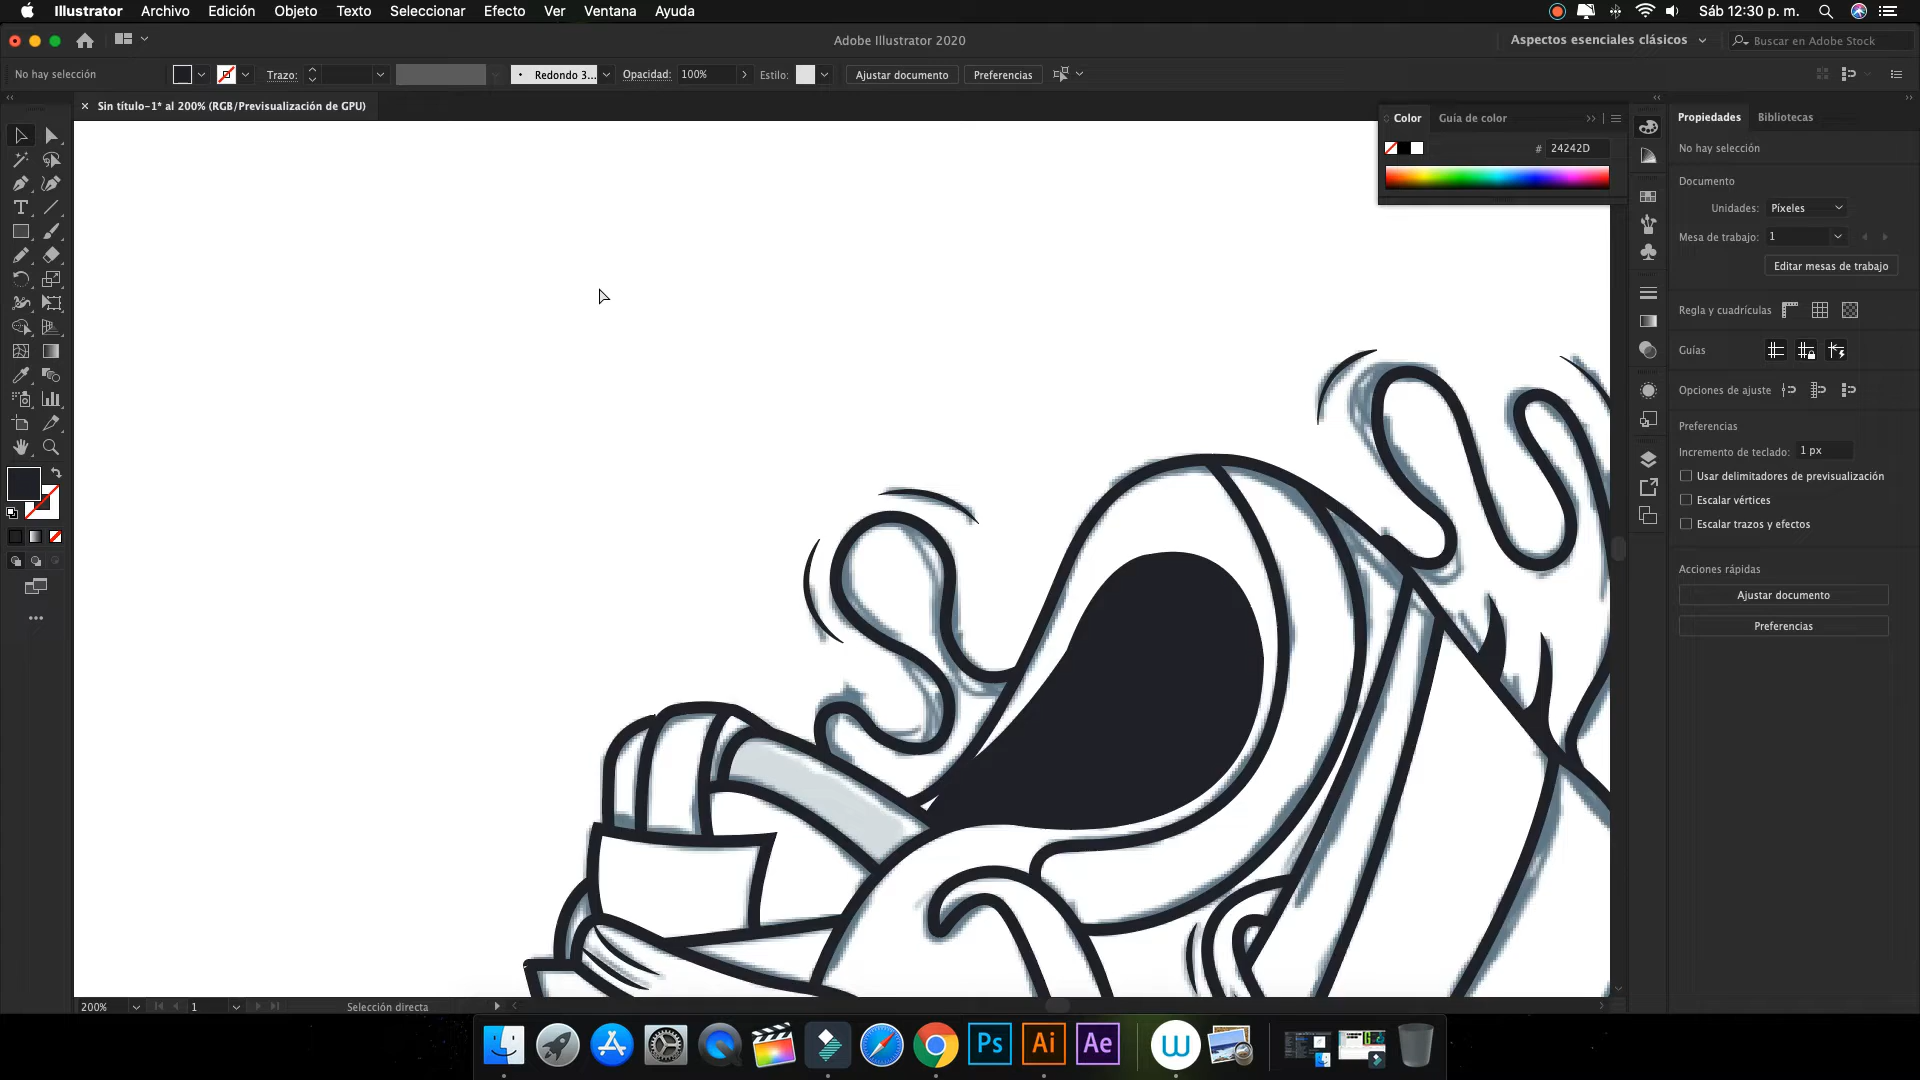 Illustrator Archivo Edición Objeto Texto Seleccionar Efecto Ver Ventana Ayuda Sáb 12:30 p. m.
Adobe Illustrator 2020 Aspectos esenciales clásicos Buscar en Adobe Stock
No hay selección Trazo: Redondo 3... Opacidad: 100% Estilo: Ajustar documento Preferencias
× Sin título-1* al 200% (RGB/Previsualización de GPU)
Color Guía de color
# 24242D
Propiedades Bibliotecas
No hay selección
Documento
Unidades: Píxeles
Mesa de trabajo: 1
Editar mesas de trabajo
Regla y cuadrículas
Guías
Opciones de ajuste
Preferencias
Incremento de teclado: 1 px
Usar delimitadores de previsualización
Escalar vértices
Escalar trazos y efectos
Acciones rápidas
Ajustar documento
Preferencias
200% 1 Selección directa
Ps Ai Ae